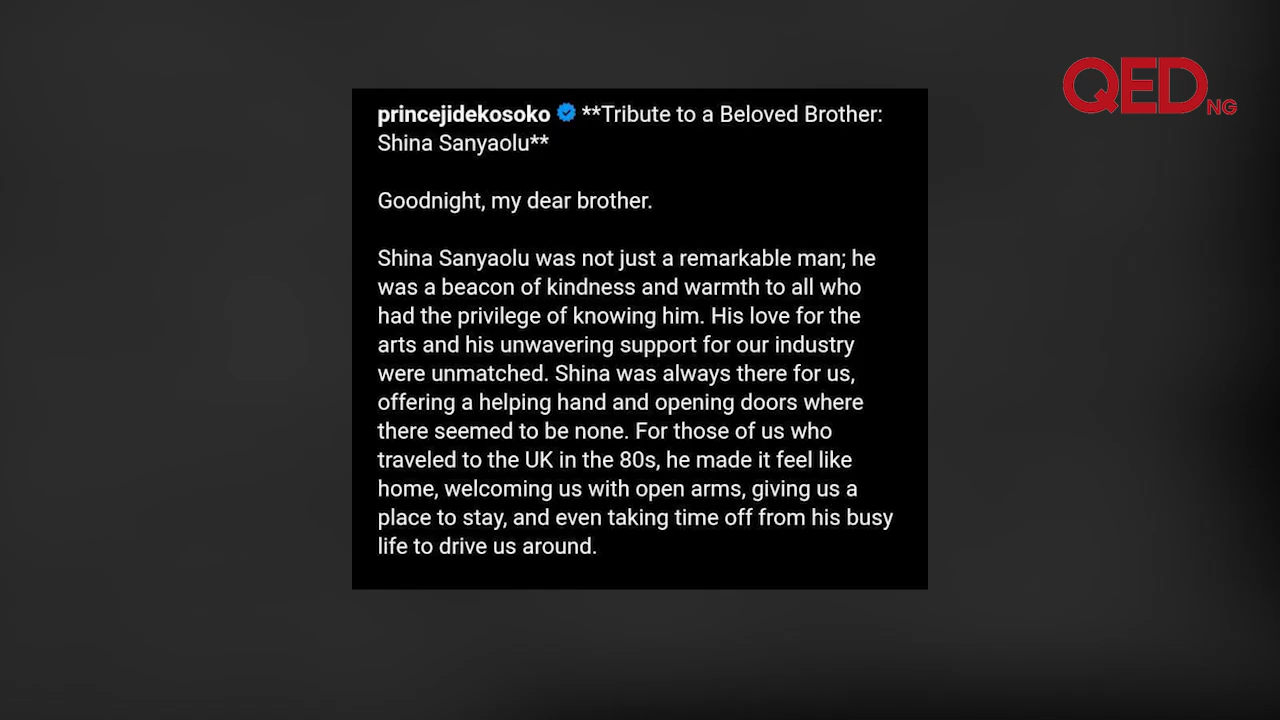 QED NG
princejidekosoko **Tribute to a Beloved Brother:
Shina Sanyaolu**
Goodnight, my dear brother.
Shina Sanyaolu was not just a remarkable man; he
was a beacon of kindness and warmth to all who
had the privilege of knowing him. His love for the
arts and his unwavering support for our industry
were unmatched. Shina was always there for us,
offering a helping hand and opening doors where
there seemed to be none. For those of us who
traveled to the UK in the 80s, he made it feel like
home, welcoming us with open arms, giving us a
place to stay, and even taking time off from his busy
life to drive us around.